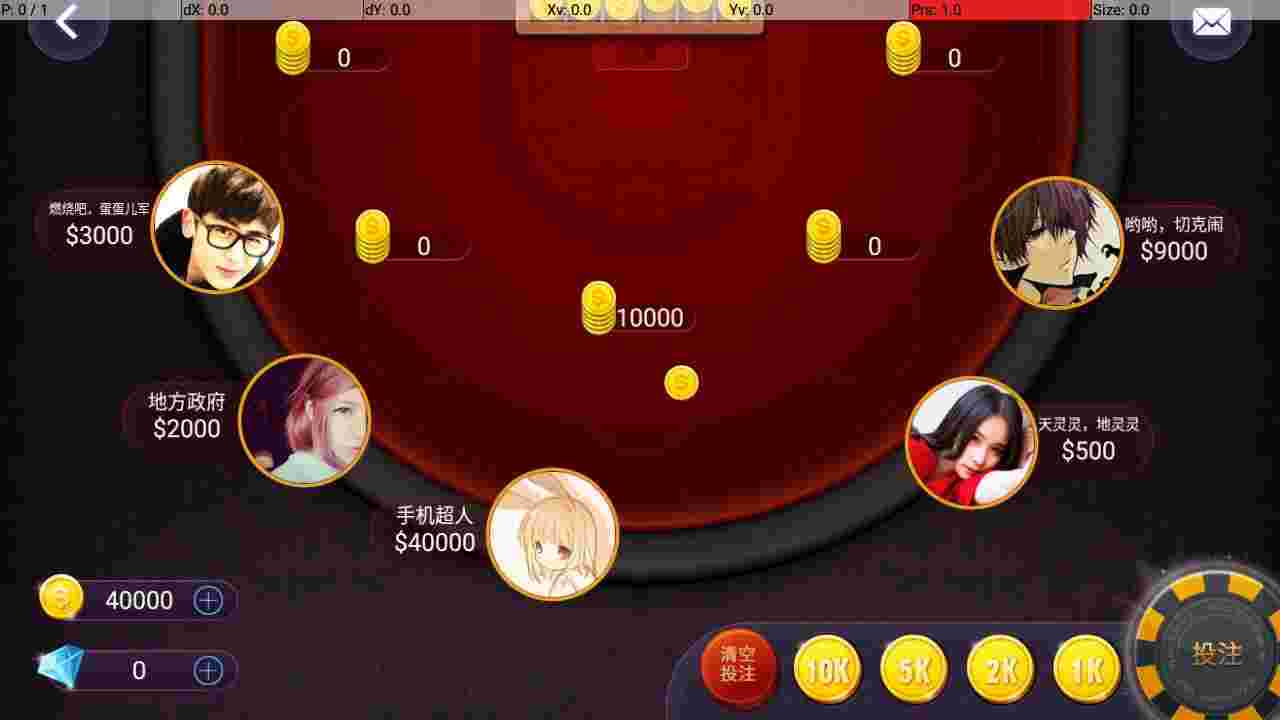 P: 0 / 1
dX: 0.0
dY: 0.0
Xv: 0.0
Yv: 0.0
Prs: 1.0
Size: 0.0
0
0
燃烧吧，蛋蛋儿军
$3000
0
0
哟哟，切克闹
$9000
10000
地方政府
$2000
天灵灵，地灵灵
$500
手机超人
$40000
40000
0
清空
投注
10K
5K
2K
1K
投注